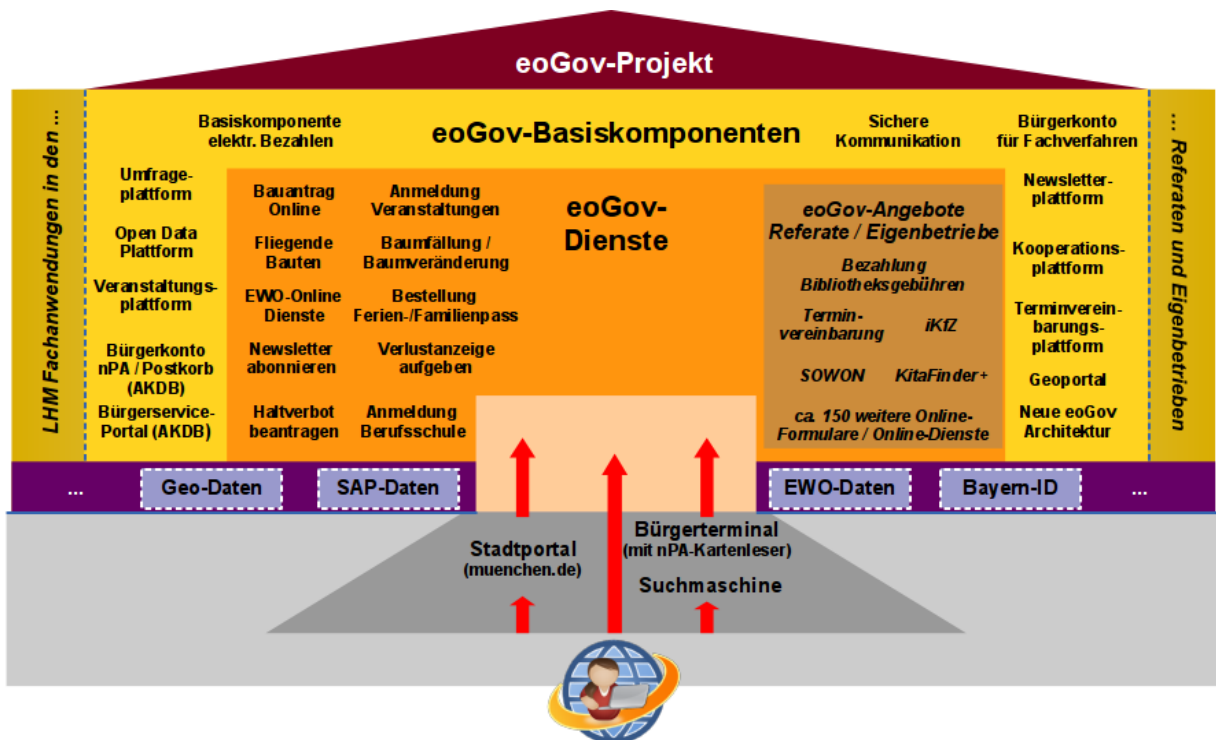 eoGov-Projekt
LHM Fachanwendungen in den ...
Basiskomponente
elektr. Bezahlen
eoGov-Basiskomponenten
Sichere
Kommunikation
Bürgerkonto
für Fachverfahren
... Referaten und Eigenbetrieben
Umfrage-
plattform
Open Data
Plattform
Veranstaltungs-
plattform
Bürgerkonto
nPA / Postkorb
(AKDB)
Bürgerservice-
Portal (AKDB)
Bauantrag
Online
Fliegende
Bauten
EWO-Online
Dienste
Newsletter
abonnieren
Haltverbot
beantragen
Anmeldung
Veranstaltungen
Baumfällung /
Baumveränderung
Bestellung
Ferien-/Familienpass
Verlustanzeige
aufgeben
Anmeldung
Berufsschule
eoGov-
Dienste
eoGov-Angebote
Referate / Eigenbetriebe
Bezahlung
Bibliotheksgebühren
Termin-
vereinbarung
iKfZ
SOWON
KitaFinder+
ca. 150 weitere Online-
Formulare / Online-Dienste
Newsletter-
plattform
Kooperations-
plattform
Terminverein-
barungs-
plattform
Geoportal
Neue eoGov
Architektur
...
Geo-Daten
SAP-Daten
EWO-Daten
Bayern-ID
...
Stadtportal
(muenchen.de)
Bürgerterminal
(mit nPA-Kartenleser)
Suchmaschine